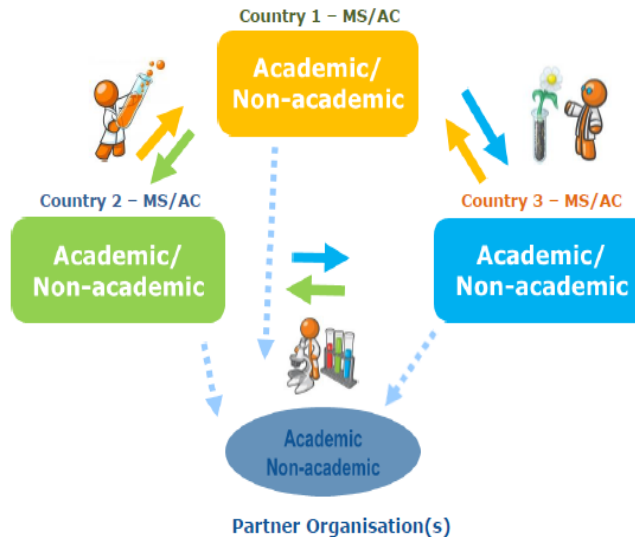 Country 1 – MS/AC
Academic/
Non-academic
Country 2 – MS/AC
Country 3 – MS/AC
Academic/
Non-academic
Academic/
Non-academic
Academic
Non-academic
Partner Organisation(s)